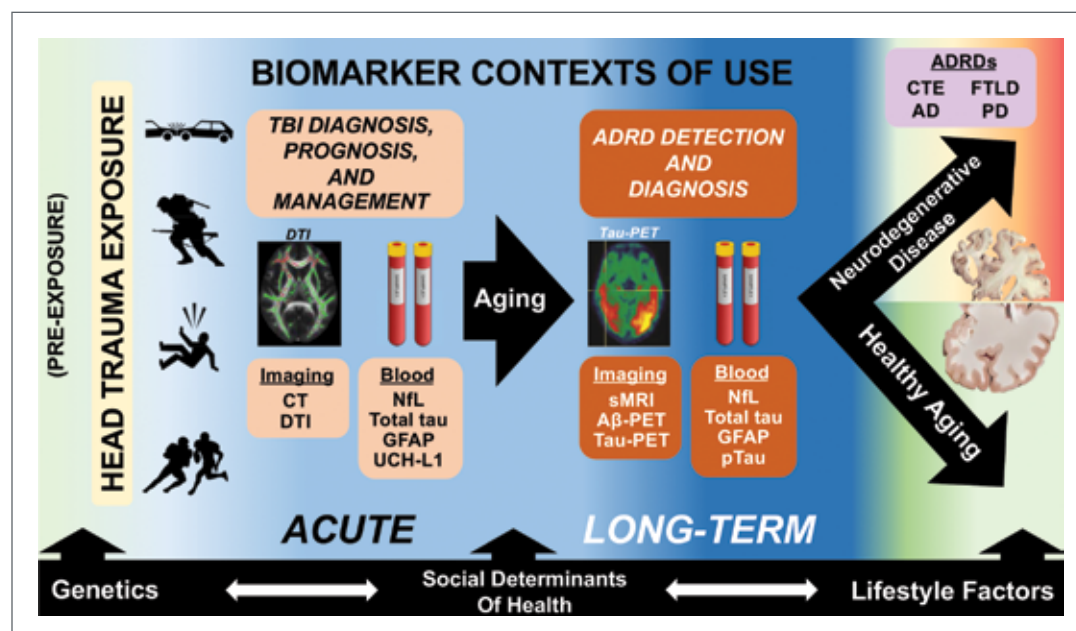 BIOMARKER CONTEXTS OF USE
(PRE-EXPOSURE)
HEAD TRAUMA EXPOSURE
TBI DIAGNOSIS,
PROGNOSIS,
AND
MANAGEMENT
DTI
Imaging
CT
DTI
Blood
NfL
Total tau
GFAP
UCH-L1
ACUTE
Aging
ADRD DETECTION
AND
DIAGNOSIS
Tau-PET
Imaging
sMRI
Aβ-PET
Tau-PET
Blood
NfL
Total tau
GFAP
pTau
LONG-TERM
ADRDs
CTE FTLD
AD PD
Neurodegenerative
Disease
Healthy Aging
Genetics
Social Determinants
Of Health
Lifestyle Factors